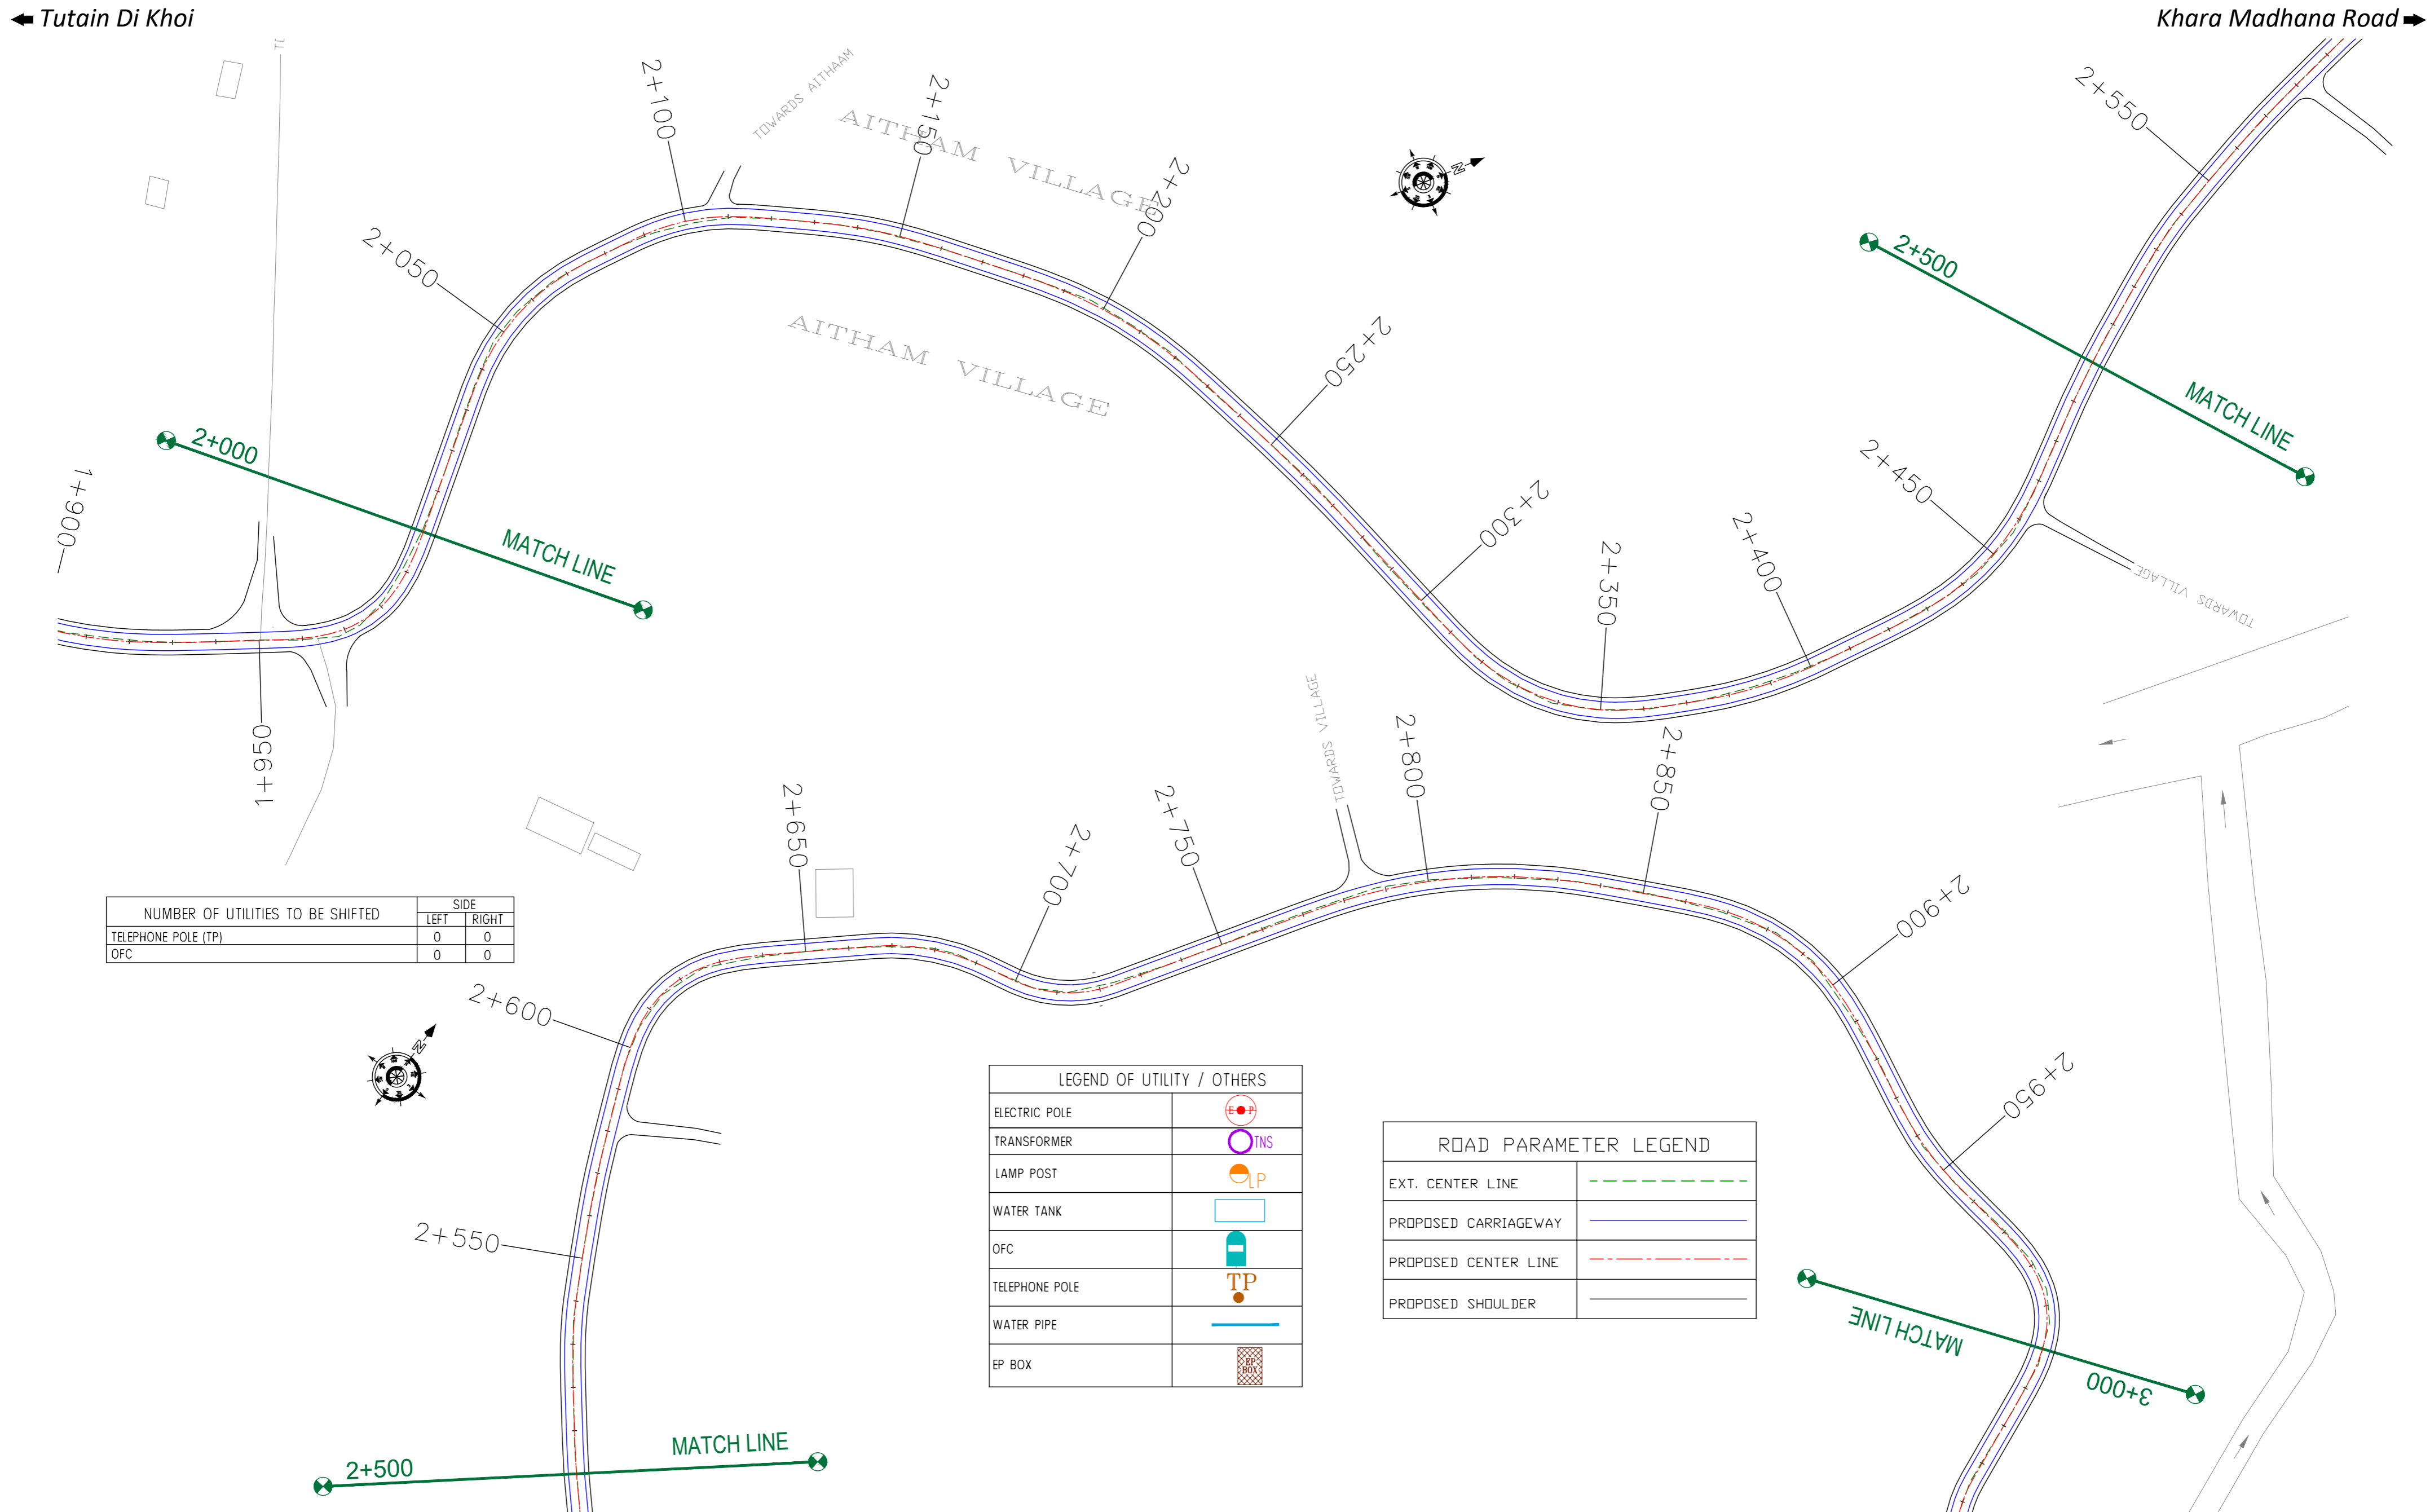 Tutain Di Khoi
Khara Madhana Road
2+100
TOWARDS AITHAAM
2+150
AITHAM VILLAGE
2+200
2+550
N
2+050
2+500
MATCH LINE
AITHAM VILLAGE
2+250
2+000
MATCH LINE
1+900
2+450
2+300
2+400
2+350
TOWARDS VILLAGE
1+950
TOWARDS VILLAGE
2+800
2+850
2+650
2+750
2+700
2+900
NUMBER OF UTILITIES TO BE SHIFTED
SIDE
LEFT RIGHT
TELEPHONE POLE (TP) 0 0
OFC 0 0
2+600
N
2+950
2+550
LEGEND OF UTILITY / OTHERS
ELECTRIC POLE E P
TRANSFORMER TNS
LAMP POST LP
WATER TANK
OFC
TELEPHONE POLE TP
WATER PIPE
EP BOX EP BOX
ROAD PARAMETER LEGEND
EXT. CENTER LINE
PROPOSED CARRIAGEWAY
PROPOSED CENTER LINE
PROPOSED SHOULDER
MATCH LINE
3+000
2+500
MATCH LINE